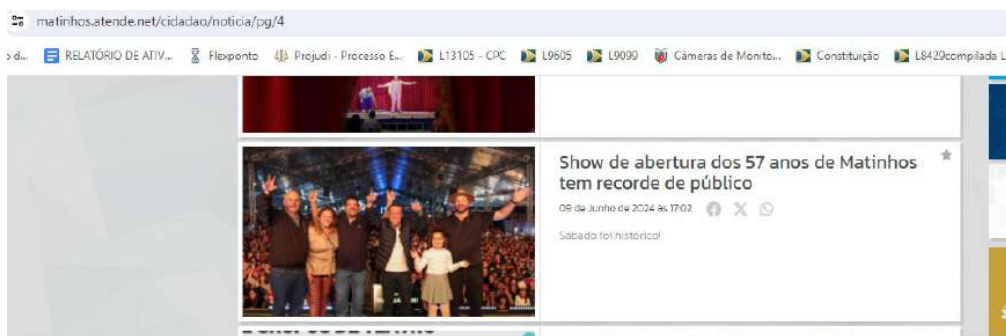 matinhos.atende.net/cidadao/noticia/pg/4
RELATÓRIO DE ATIV... Flexponto Projudi - Processo E... L13105 - CPC L9605 L9099 Câmeras de Monito... Constituição L8429compilada L
Show de abertura dos 57 anos de Matinhos
tem recorde de público
09 de Junho de 2024 às 17:02
Sábado foi histórico!